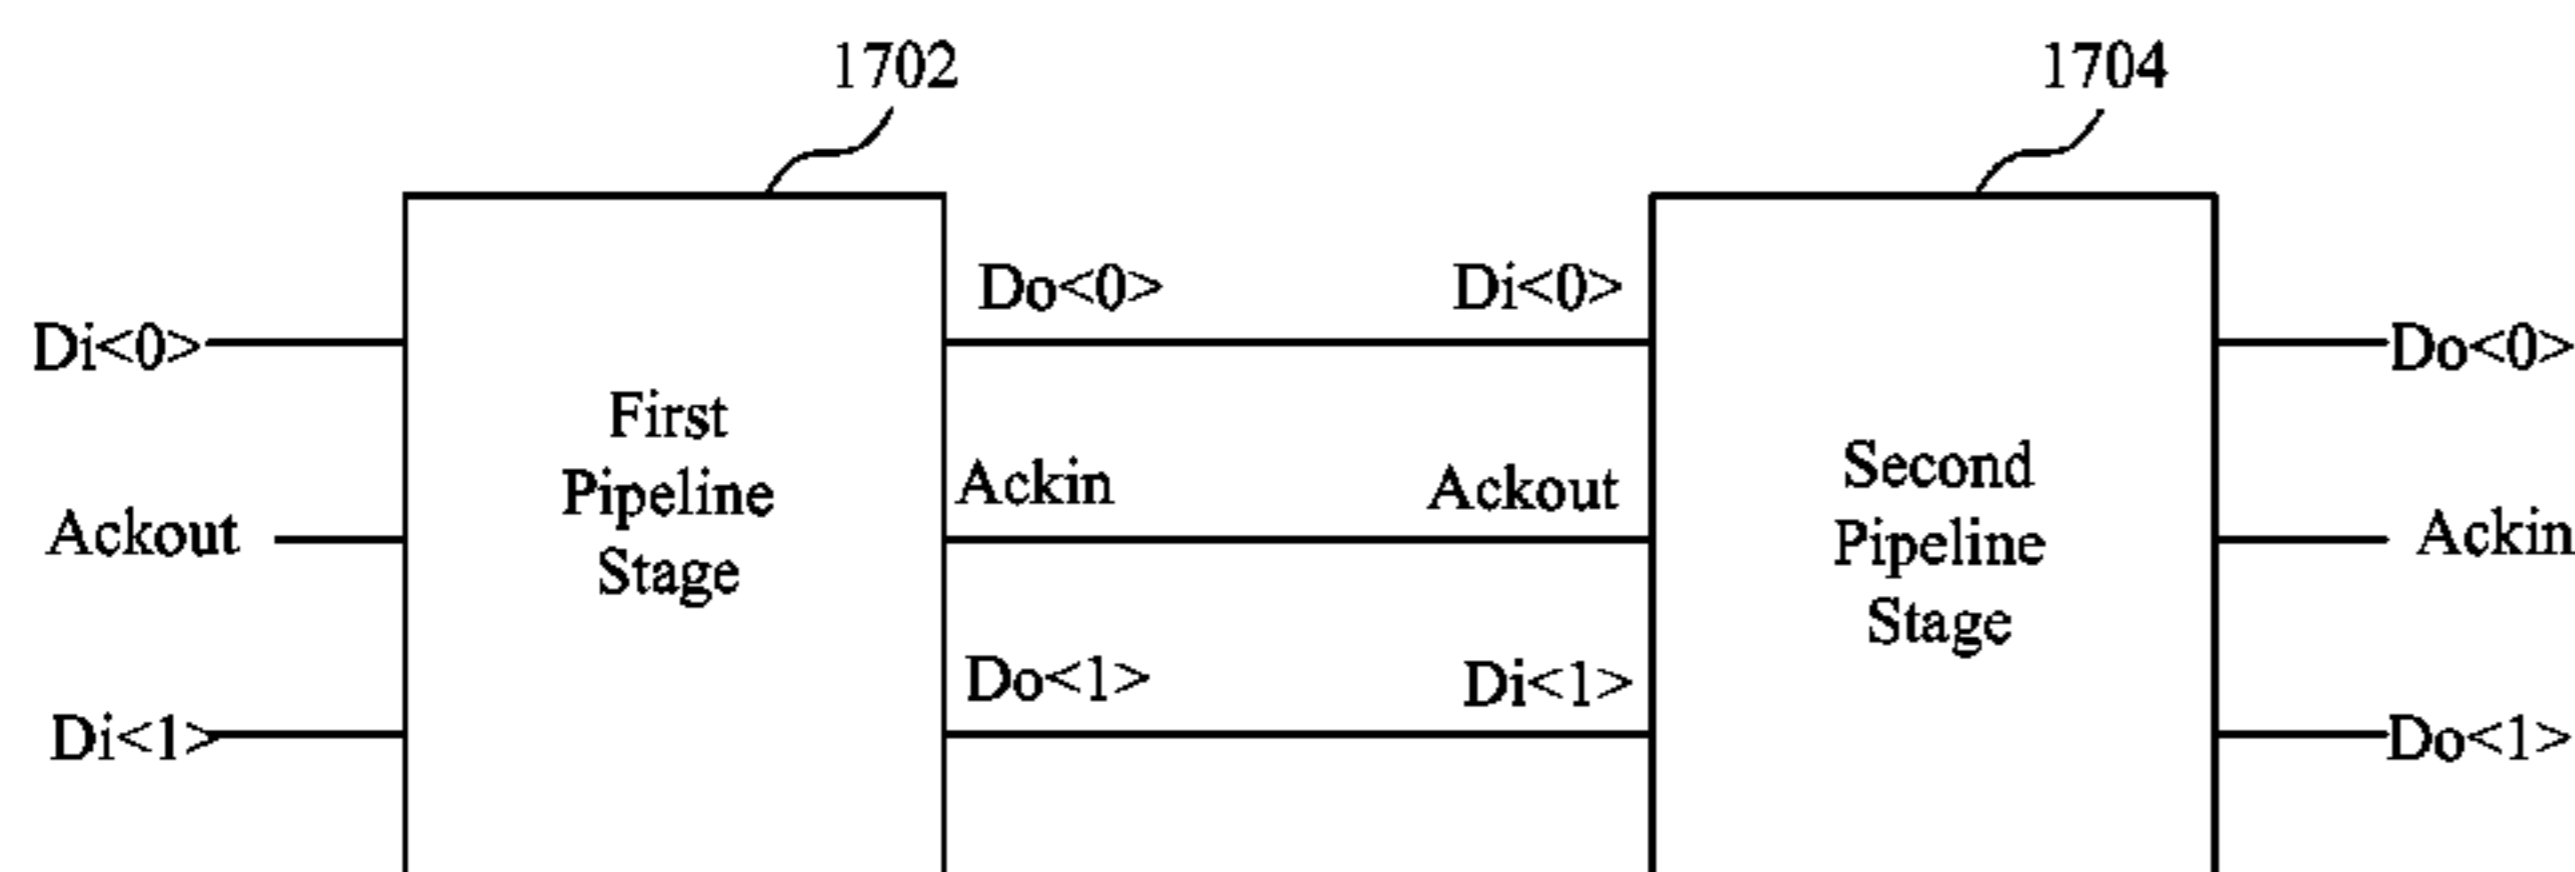 1702
1704
Do<0>
Di<0>
Di<0>
Do<0>
First
Pipeline
Stage
Second
Pipeline
Stage
Ackin
Ackout
Ackout
Ackin
Do<1>
Di<1>
Di<1>
Do<1>